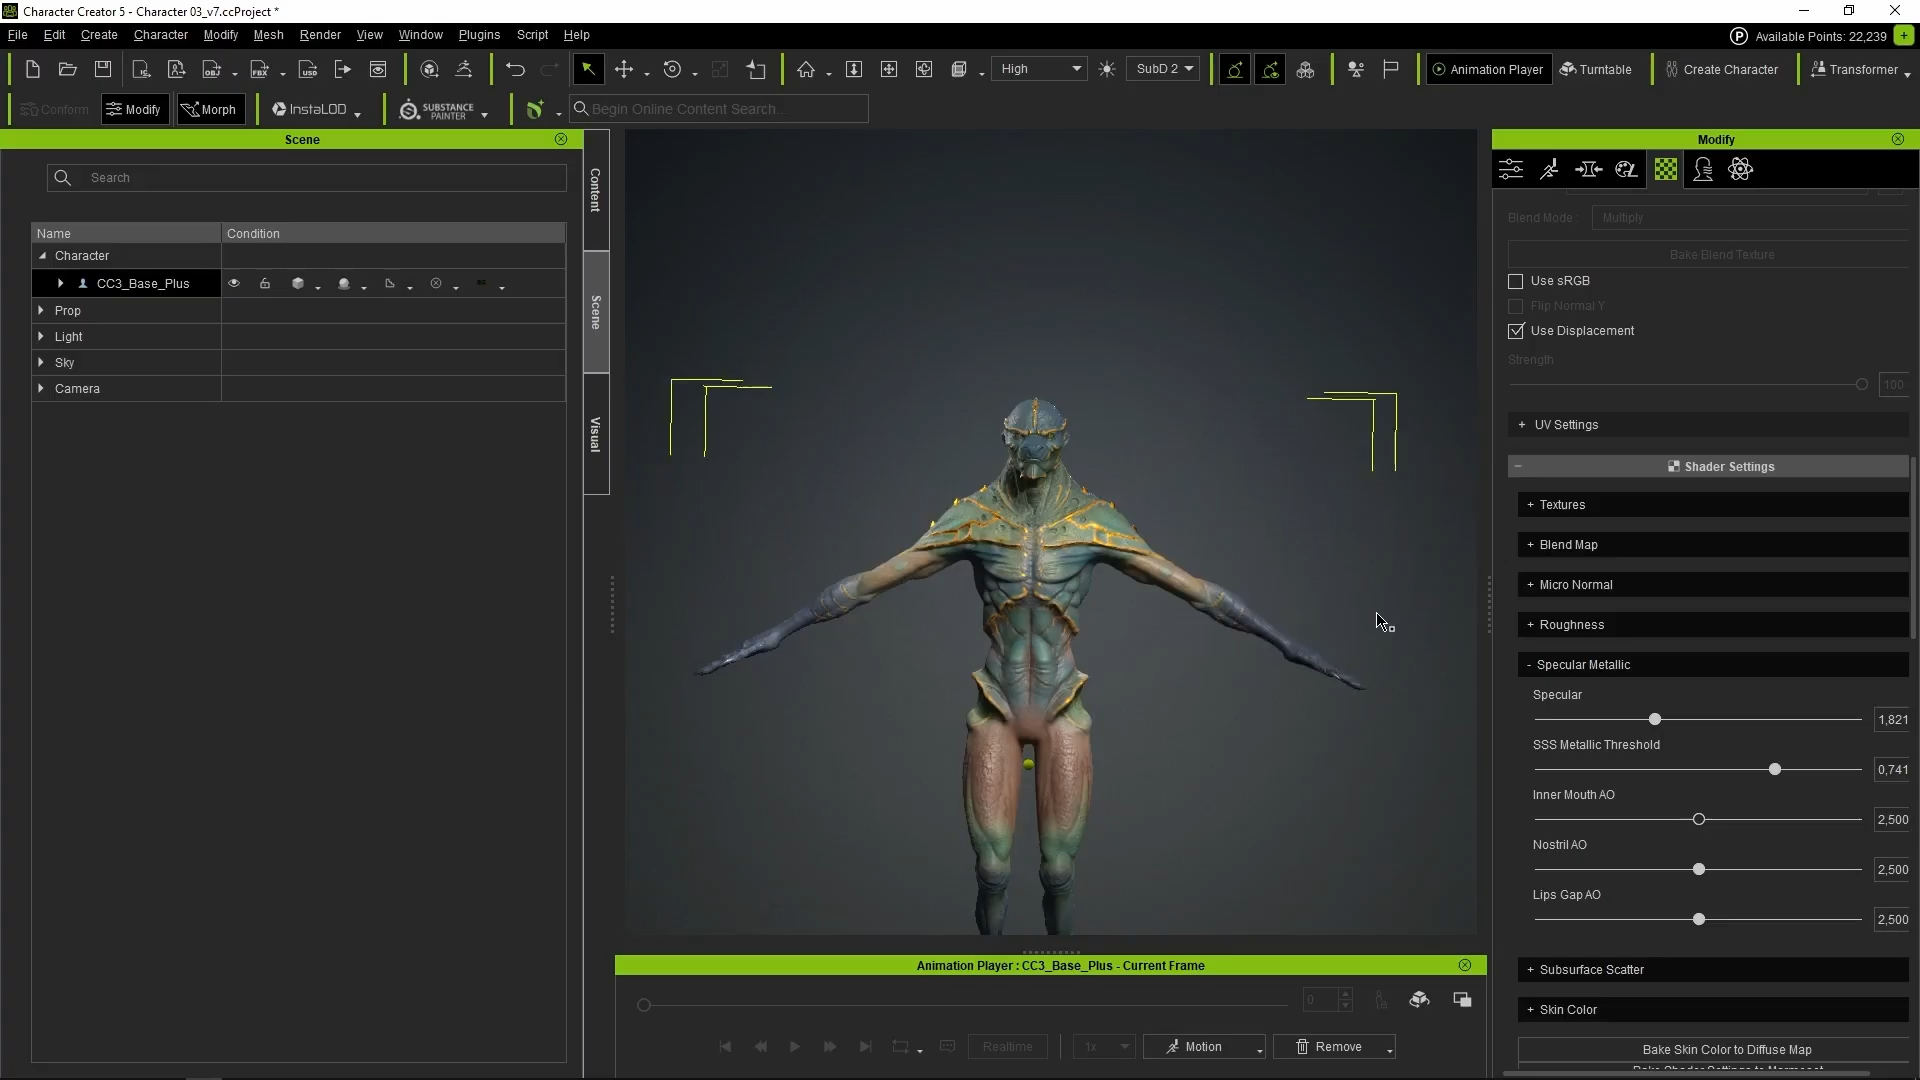 Character Creator 5 - Character 03_v7.ccProject *
File Edit Create Character Modify Mesh Render View Window Plugins Script Help
Available Points: 22,239
High
SubD 2
Animation Player
Turntable
Create Character
Transformer
Conform
Modify
Morph
InstaLOD
SUBSTANCE PAINTER
Begin Online Content Search...
Scene
Search
Name Condition
Character
CC3_Base_Plus
Prop
Light
Sky
Camera
Content
Scene
Visual
Modify
Blend Mode : Multiply
Bake Blend Texture
Use sRGB
Flip Normal Y
Use Displacement
Strength
100
+ UV Settings
- Shader Settings
+ Textures
+ Blend Map
+ Micro Normal
+ Roughness
- Specular Metallic
Specular
1,821
SSS Metallic Threshold
0,741
Inner Mouth AO
2,500
Nostril AO
2,500
Lips Gap AO
2,500
+ Subsurface Scatter
+ Skin Color
Bake Skin Color to Diffuse Map
Animation Player : CC3_Base_Plus - Current Frame
0
Realtime
1x
Motion
Remove